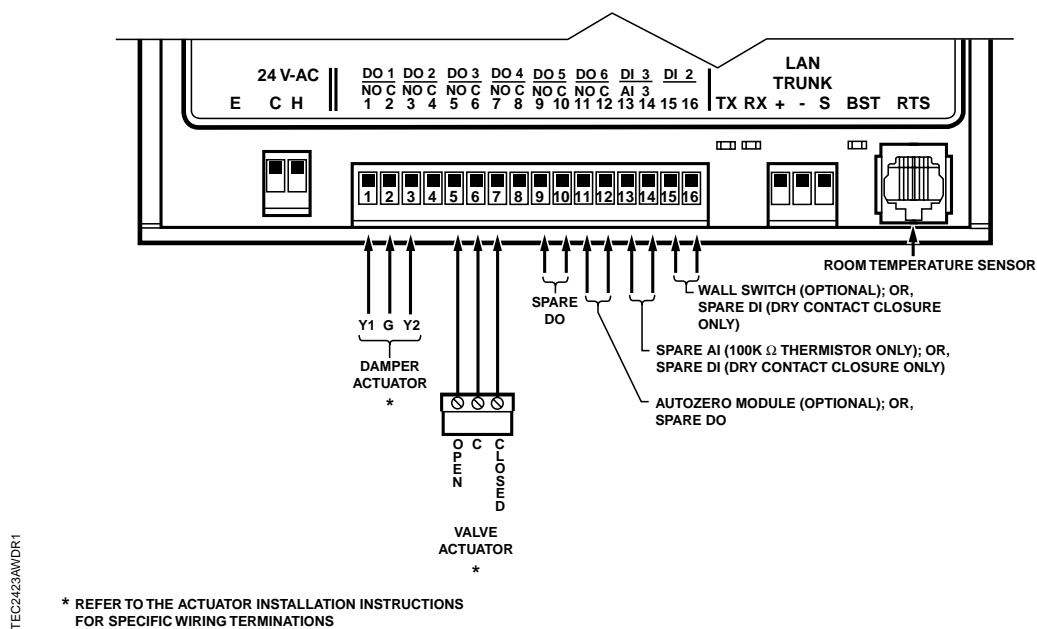 LAN
24 V-AC DO 1 DO 2 DO 3 DO 4 DO 5 DO 6 DI 3 DI 2 TRUNK
NO C NO C NO C NO C NO C NO C AI 3
E C H 1 2 3 4 5 6 7 8 9 10 11 12 13 14 15 16 TX RX + - S BST RTS
1 2 3 4 5 6 7 8 9 10 11 12 13 14 15 16
ROOM TEMPERATURE SENSOR
WALL SWITCH (OPTIONAL); OR,
SPARE DI (DRY CONTACT CLOSURE
ONLY)
SPARE
DO
Y1 G Y2
DAMPER
ACTUATOR
*
SPARE AI (100K Ω THERMISTOR ONLY); OR,
SPARE DI (DRY CONTACT CLOSURE ONLY)
AUTOZERO MODULE (OPTIONAL); OR,
SPARE DO
OPEN C CLOSED
VALVE
ACTUATOR
*
* REFER TO THE ACTUATOR INSTALLATION INSTRUCTIONS
FOR SPECIFIC WIRING TERMINATIONS
TEC2423AWDR1